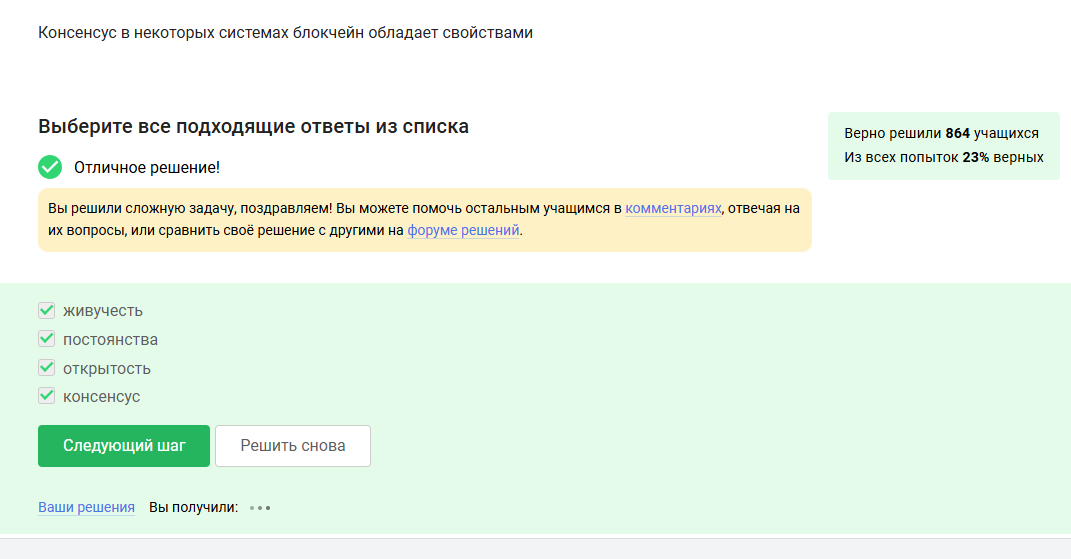 Консенсус в некоторых системах блокчейн обладает свойствами
Выберите все подходящие ответы из списка
Верно решили 864 учащихся
Из всех попыток 23% верных
Отличное решение!
Вы решили сложную задачу, поздравляем! Вы можете помочь остальным учащимся в комментариях, отвечая на
их вопросы, или сравнить своё решение с другими на форуме решений.
живучесть
постоянства
открытость
консенсус
Следующий шаг
Решить снова
Ваши решения
Вы получили: